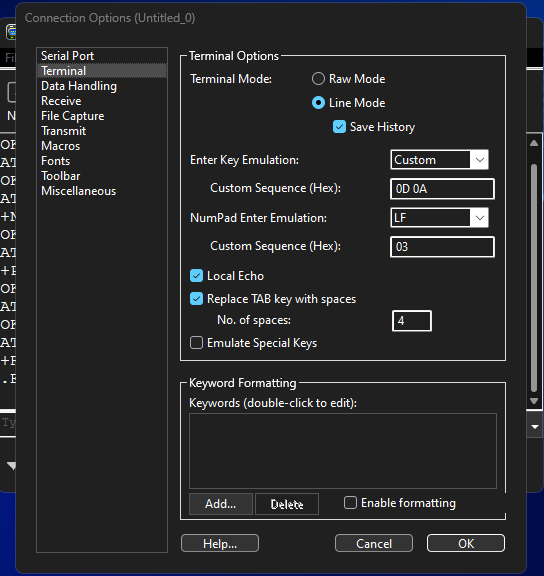 Connection Options (Untitled_0)
Serial Port
Terminal
Data Handling
Receive
File Capture
Transmit
Macros
Fonts
Toolbar
Miscellaneous
Terminal Options
Terminal Mode:
Raw Mode
Line Mode
Save History
Enter Key Emulation:
Custom
Custom Sequence (Hex):
0D 0A
NumPad Enter Emulation:
LF
Custom Sequence (Hex):
03
Local Echo
Replace TAB key with spaces
No. of spaces:
4
Emulate Special Keys
Keyword Formatting
Keywords (double-click to edit):
Add...
Delete
Enable formatting
Help...
Cancel
OK